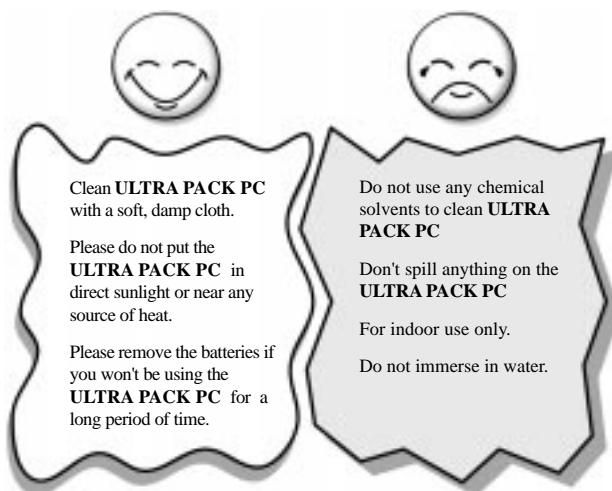 Clean ULTRA PACK PC
with a soft, damp cloth.
Please do not put the
ULTRA PACK PC in
direct sunlight or near any
source of heat.
Please remove the batteries if
you won't be using the
ULTRA PACK PC for a
long period of time.
Do not use any chemical
solvents to clean ULTRA
PACK PC
Don't spill anything on the
ULTRA PACK PC
For indoor use only.
Do not immerse in water.